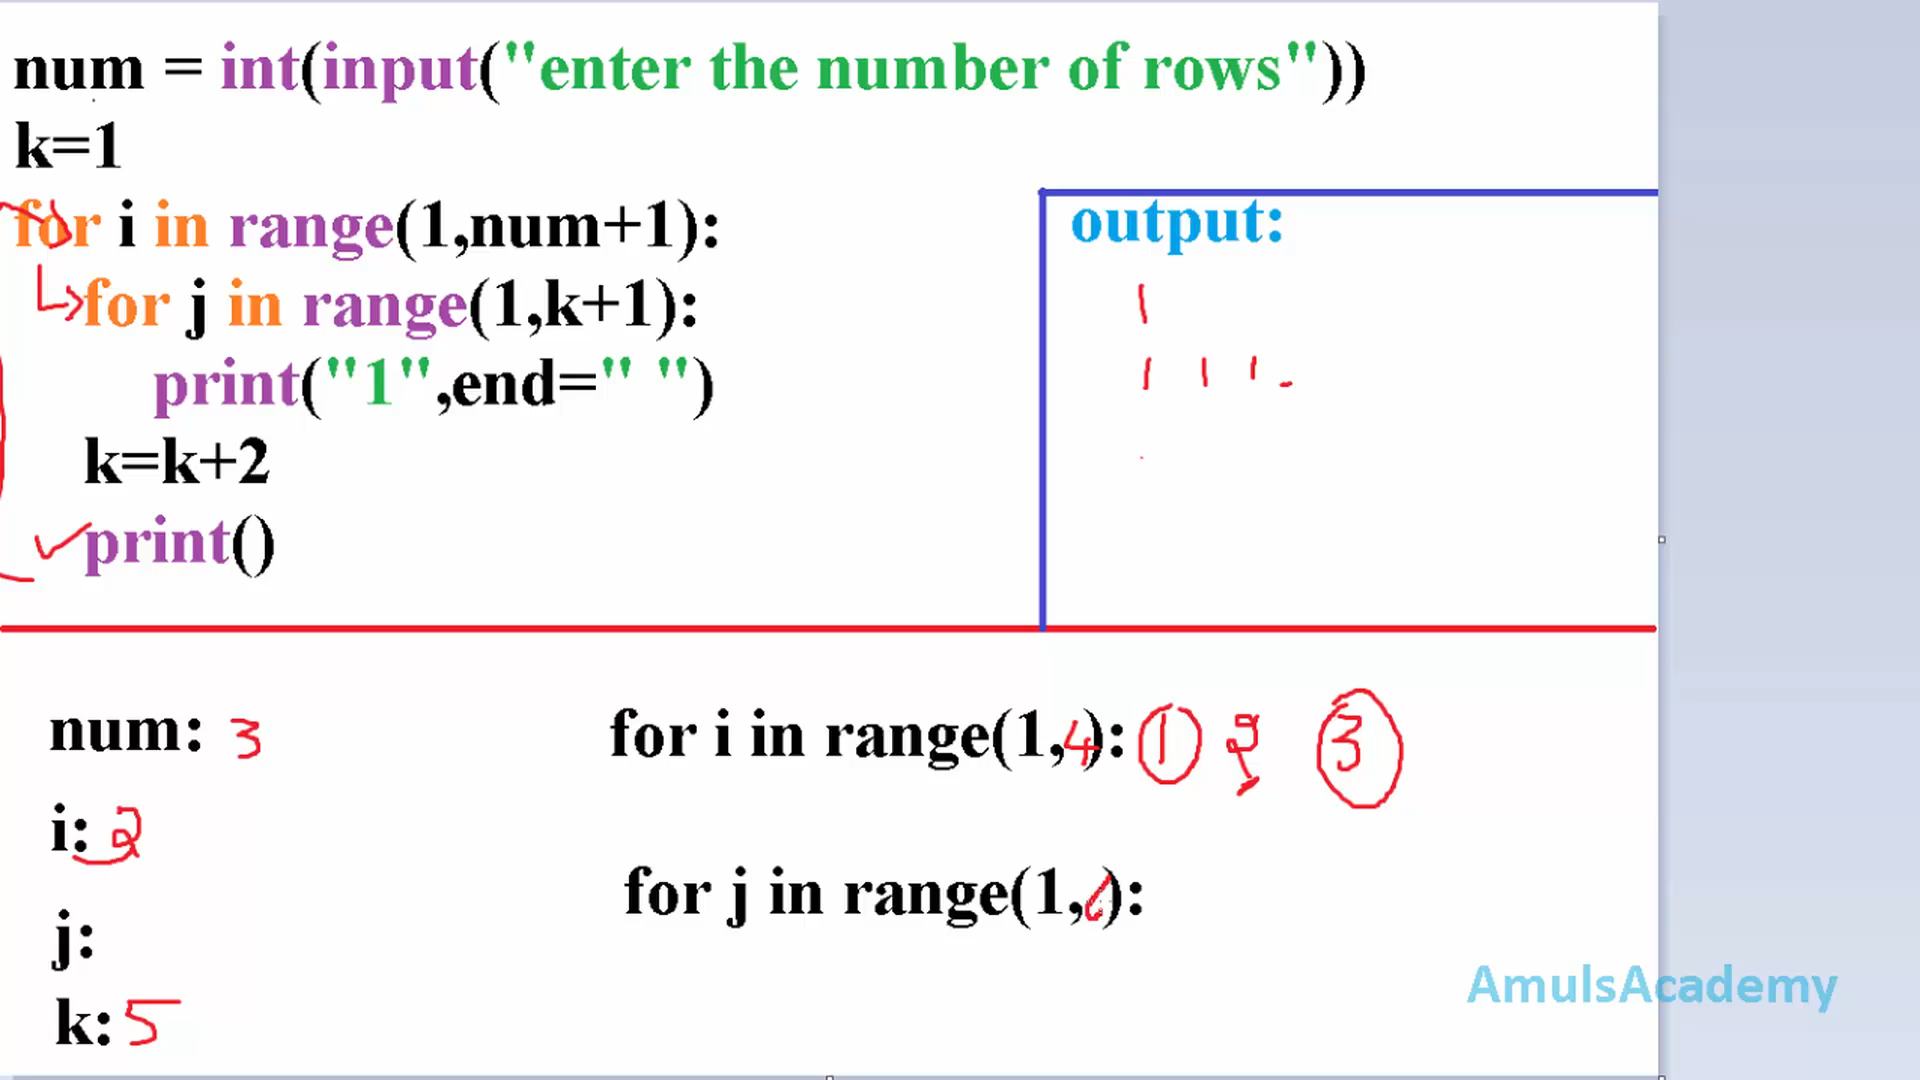 num = int(input("enter the number of rows"))
k=1
for i in range(1,num+1):
for j in range(1,k+1):
print("1",end=" ")
k=k+2
print()
output:
1
1 1 1
num: 3
for i in range(1,4): 1 2 3
i: 2
for j in range(1,6):
j:
k: 5
AmulsAcademy